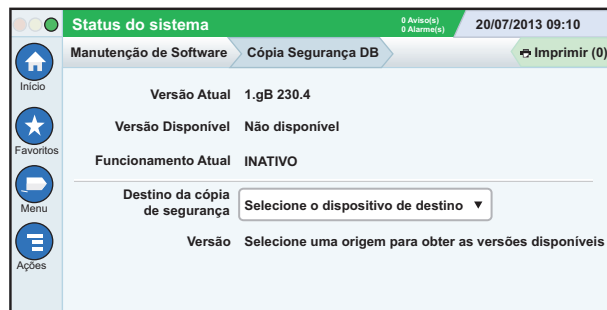 Status do sistema
0 Aviso(s)
0 Alarme(s)
20/07/2013 09:10
Manutenção de Software
Cópia Segurança DB
Imprimir (0)
Início
Favoritos
Menu
Ações
Versão Atual 1.gB 230.4
Versão Disponível Não disponível
Funcionamento Atual INATIVO
Destino da cópia
de segurança
Selecione o dispositivo de destino
Versão Selecione uma origem para obter as versões disponíveis